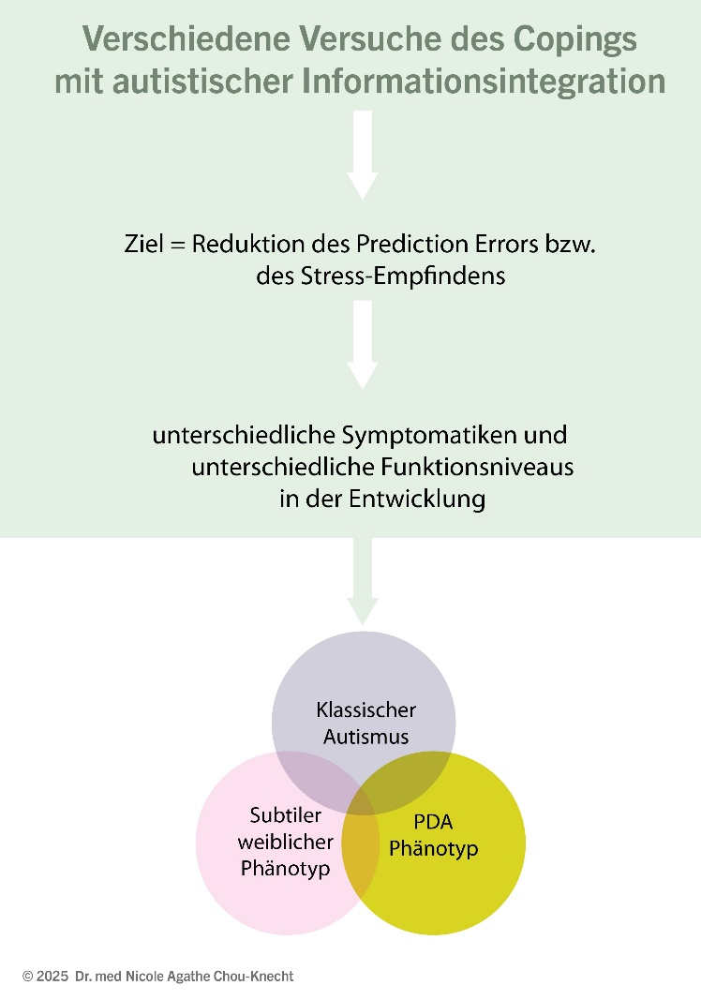 Verschiedene Versuche des Copings
mit autistischer Informationsintegration
Ziel = Reduktion des Prediction Errors bzw.
des Stress-Empfindens
unterschiedliche Symptomatiken und
unterschiedliche Funktionsniveaus
in der Entwicklung
Klassischer
Autismus
Subtiler
weiblicher
Phänotyp
PDA
Phänotyp
© 2025 Dr. med Nicole Agathe Chou-Knecht